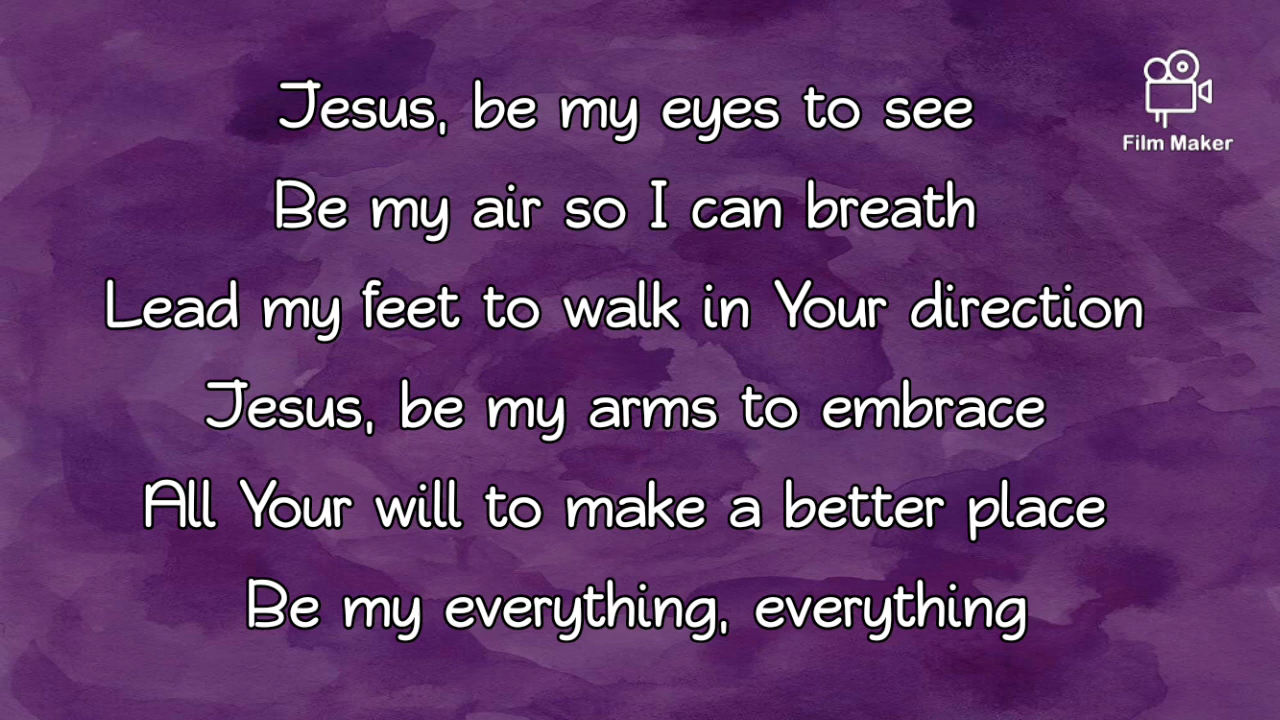 Jesus, be my eyes to see
Film Maker
Be my air so I can breath
Lead my feet to walk in Your direction
Jesus, be my arms to embrace
All Your will to make a better place
Be my everything, everything